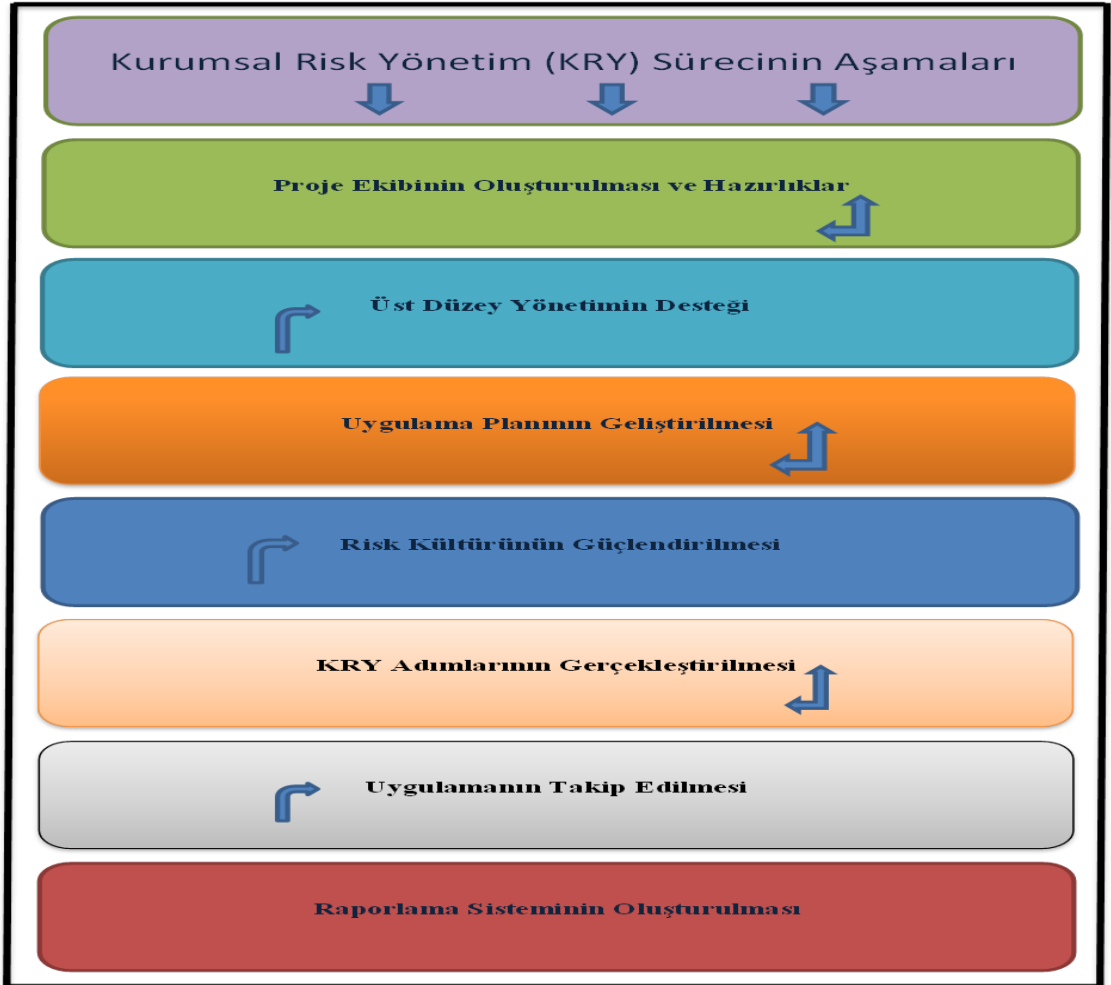 Kurumsal Risk Yönetim (KRY) Sürecinin Aşamaları
Proje Ekibinin Oluşturulması ve Hazırlıklar
Üst Düzey Yönetimin Desteği
Uygulama Planının Geliştirilmesi
Risk Kültürünün Güçlendirilmesi
KRY Adımlarının Gerçekleştirilmesi
Uygulamanın Takip Edilmesi
Raporlama Sisteminin Oluşturulması